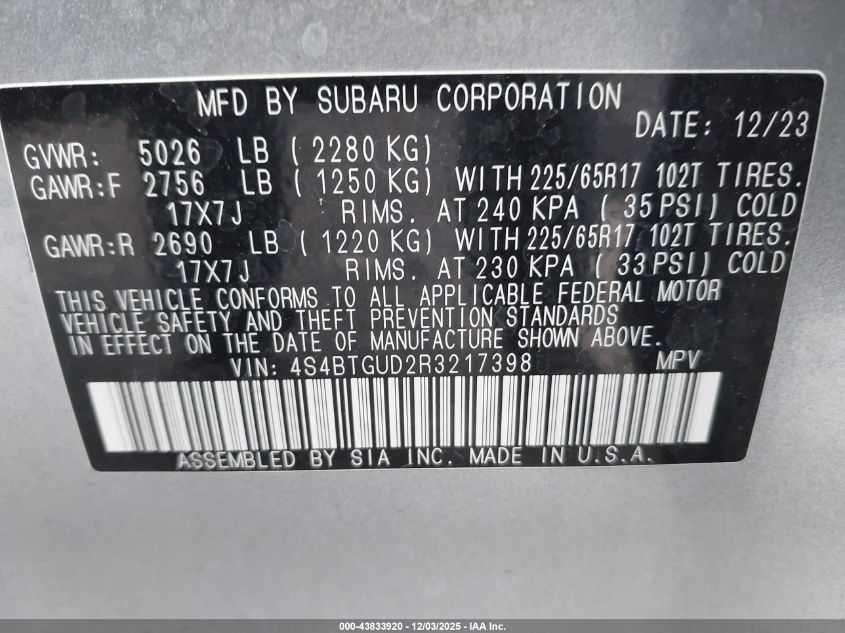 MFD BY SUBARU CORPORATION
DATE: 12/23
GVWR: 5026 LB ( 2280 KG)
GAWR:F 2756 LB ( 1250 KG) WITH 225/65R17 102T TIRES.
17X7J RIMS. AT 240 KPA ( 35 PSI) COLD
GAWR:R 2690 LB ( 1220 KG) WITH 225/65R17 102T TIRES.
17X7J RIMS. AT 230 KPA ( 33 PSI) COLD
THIS VEHICLE CONFORMS TO ALL APPLICABLE FEDERAL MOTOR
VEHICLE SAFETY AND THEFT PREVENTION STANDARDS
IN EFFECT ON THE DATE OF MANUFACTURE SHOWN ABOVE.
VIN: 4S4BTGUD2R3217398 MPV
ASSEMBLED BY SIA INC. MADE IN U.S.A.
000-43833920 - 12/03/2025 - IAA Inc.